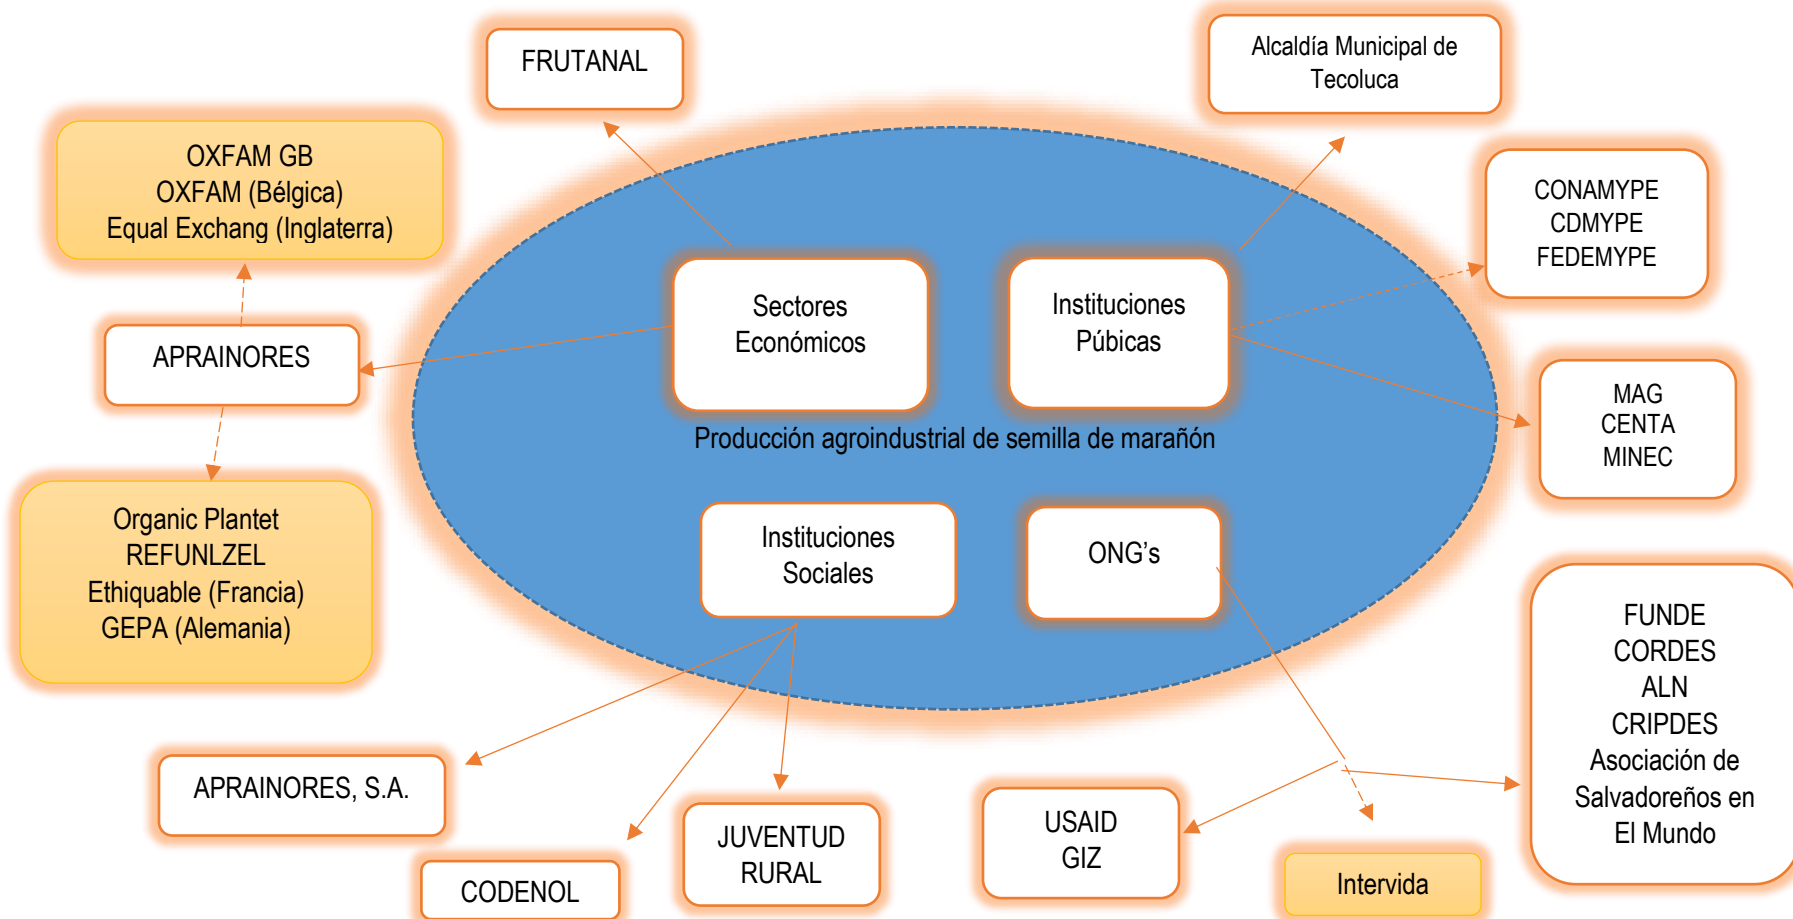 FRUTANAL
Alcaldía Municipal de
Tecoluca
OXFAM GB
OXFAM (Bélgica)
Equal Exchang (Inglaterra)
CONAMYPE
CDMYPE
FEDEMYPE
Sectores
Económicos
Instituciones
Púbicas
APRAINORES
MAG
CENTA
MINEC
Producción agroindustrial de semilla de marañón
Organic Plantet
REFUNLZEL
Ethiquable (Francia)
GEPA (Alemania)
Instituciones
Sociales
ONG's
FUNDE
CORDES
ALN
CRIPDES
Asociación de
Salvadoreños en
El Mundo
APRAINORES, S.A.
CODENOL
JUVENTUD
RURAL
USAID
GIZ
Intervida